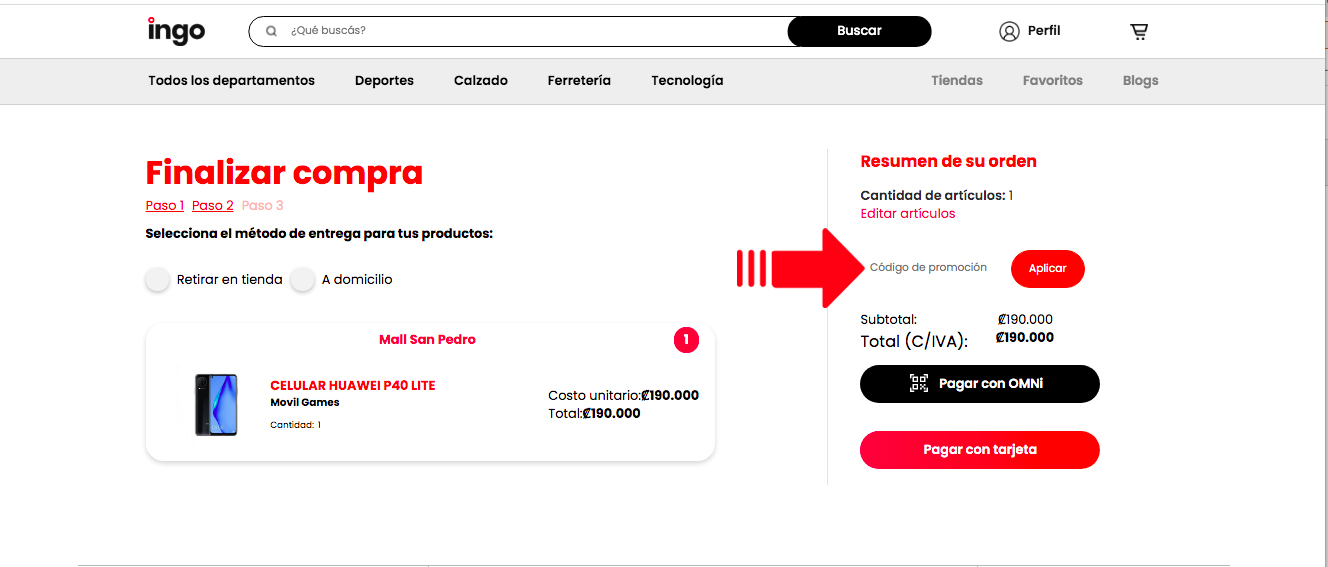 ingo
¿Qué buscás?
Buscar
Perfil
Todos los departamentos
Deportes
Calzado
Ferretería
Tecnología
Tiendas
Favoritos
Blogs
Finalizar compra
Paso 1 Paso 2 Paso 3
Selecciona el método de entrega para tus productos:
Retirar en tienda
A domicilio
Mall San Pedro
1
CELULAR HUAWEI P40 LITE
Movil Games
Cantidad: 1
Costo unitario:₡190.000
Total:₡190.000
Resumen de su orden
Cantidad de artículos: 1
Editar artículos
Código de promoción
Aplicar
Subtotal: ₡190.000
Total (C/IVA): ₡190.000
Pagar con OMNi
Pagar con tarjeta